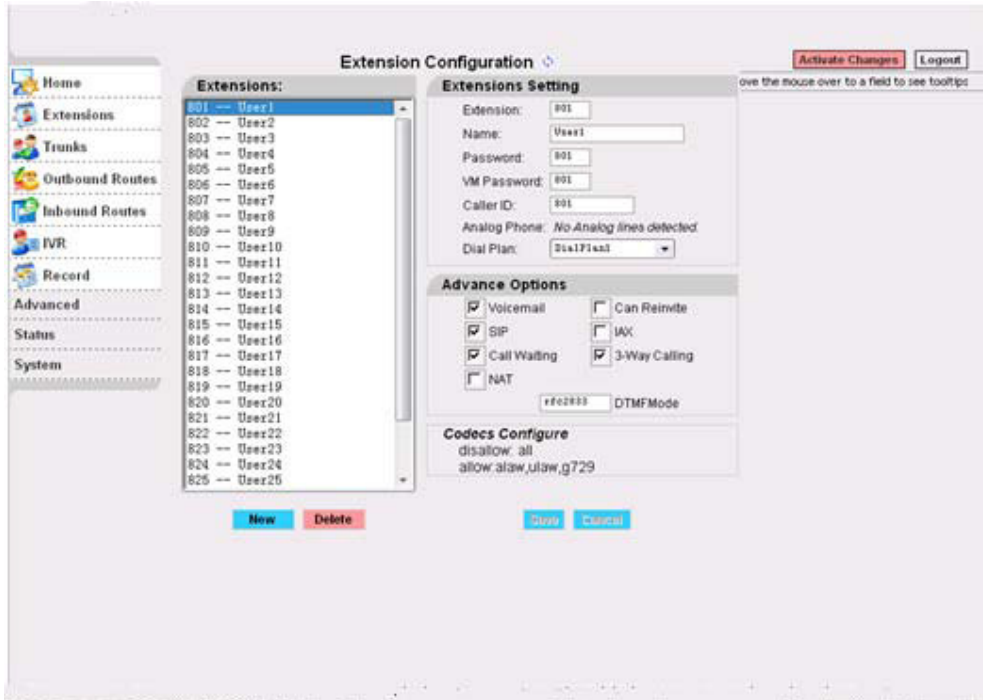 Extension Configuration
Activate Changes
Logout
ove the mouse over to a field to see tooltips
Home
Extensions
Trunks
Outbound Routes
Inbound Routes
IVR
Record
Advanced
Status
System
Extensions:
801 -- User1
802 -- User2
803 -- User3
804 -- User4
805 -- User5
806 -- User6
807 -- User7
808 -- User8
809 -- User9
810 -- User10
811 -- User11
812 -- User12
813 -- User13
814 -- User14
815 -- User15
816 -- User16
817 -- User17
818 -- User18
819 -- User19
820 -- User20
821 -- User21
822 -- User22
823 -- User23
824 -- User24
825 -- User25
New
Delete
Extensions Setting
Extension: 801
Name: User1
Password: 801
VM Password: 801
Caller ID: 801
Analog Phone: No Analog lines detected.
Dial Plan: DialPlan1
Advance Options
Voicemail
Can Reinvite
SIP
IAX
Call Waiting
3-Way Calling
NAT
rfc2833 DTMFMode
Codecs Configure
disallow: all
allow:alaw,ulaw,g729
Save
Cancel